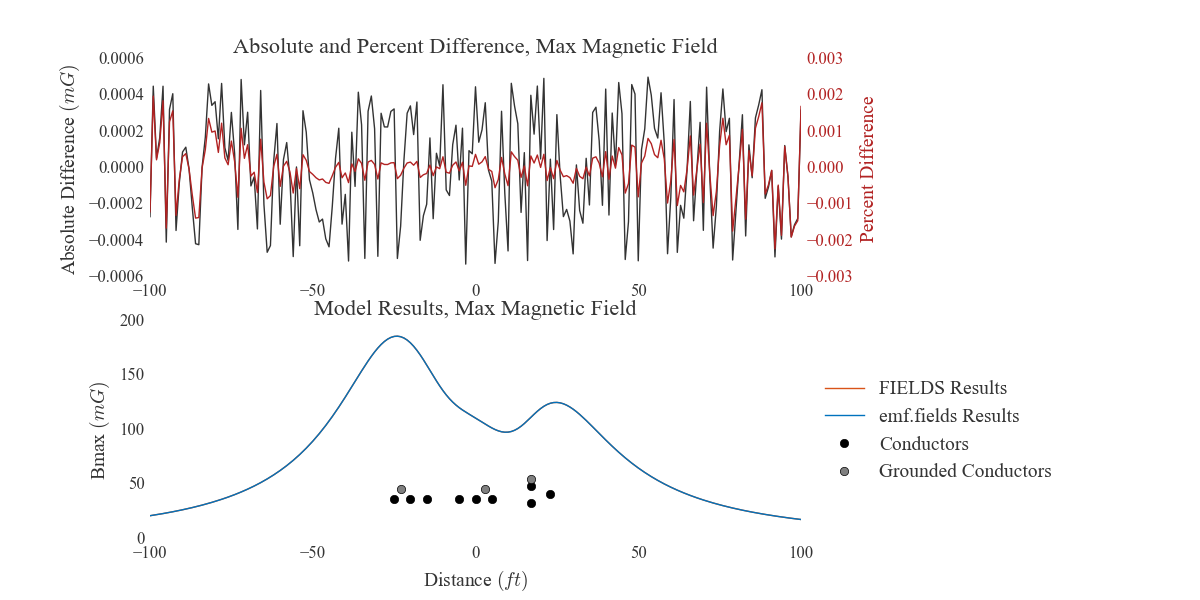 Absolute and Percent Difference, Max Magnetic Field
Absolute Difference (mG)
0.0006
0.0004
0.0002
0.0000
−0.0002
−0.0004
−0.0006
0.003
0.002
0.001
0.000
−0.001
−0.002
−0.003
Percent Difference
−100
−50
0
50
100
Model Results, Max Magnetic Field
Bmax (mG)
200
150
100
50
0
−100
−50
0
50
100
Distance (ft)
FIELDS Results
emf.fields Results
Conductors
Grounded Conductors